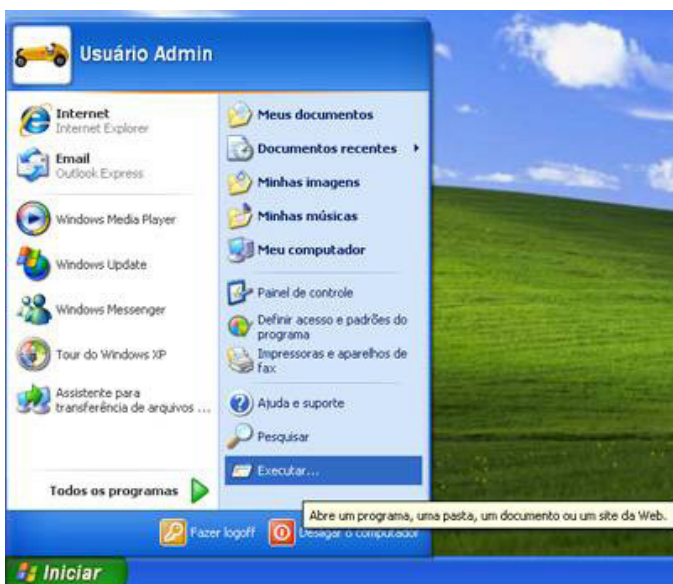 Usuário Admin
Internet
Internet Explorer
Email
Outlook Express
Windows Media Player
Windows Update
Windows Messenger
Tour do Windows XP
Assistente para
transferência de arquivos ...
Todos os programas
Meus documentos
Documentos recentes
Minhas imagens
Minhas músicas
Meu computador
Painel de controle
Definir acesso e padrões do
programa
Impressoras e aparelhos de
fax
Ajuda e suporte
Pesquisar
Executar...
Abre um programa, uma pasta, um documento ou um site da Web.
Fazer logoff
Desligar o computador
Iniciar